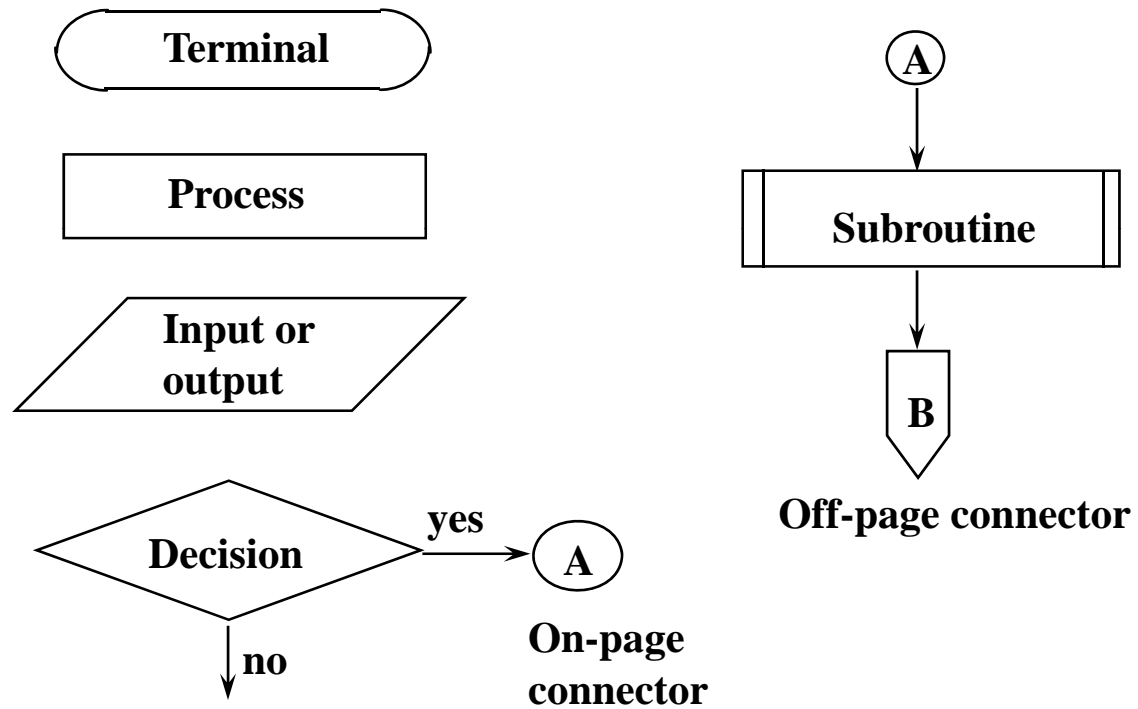 Terminal
Process
Input or
output
Decision
yes
no
A
On-page
connector
A
Subroutine
B
Off-page connector